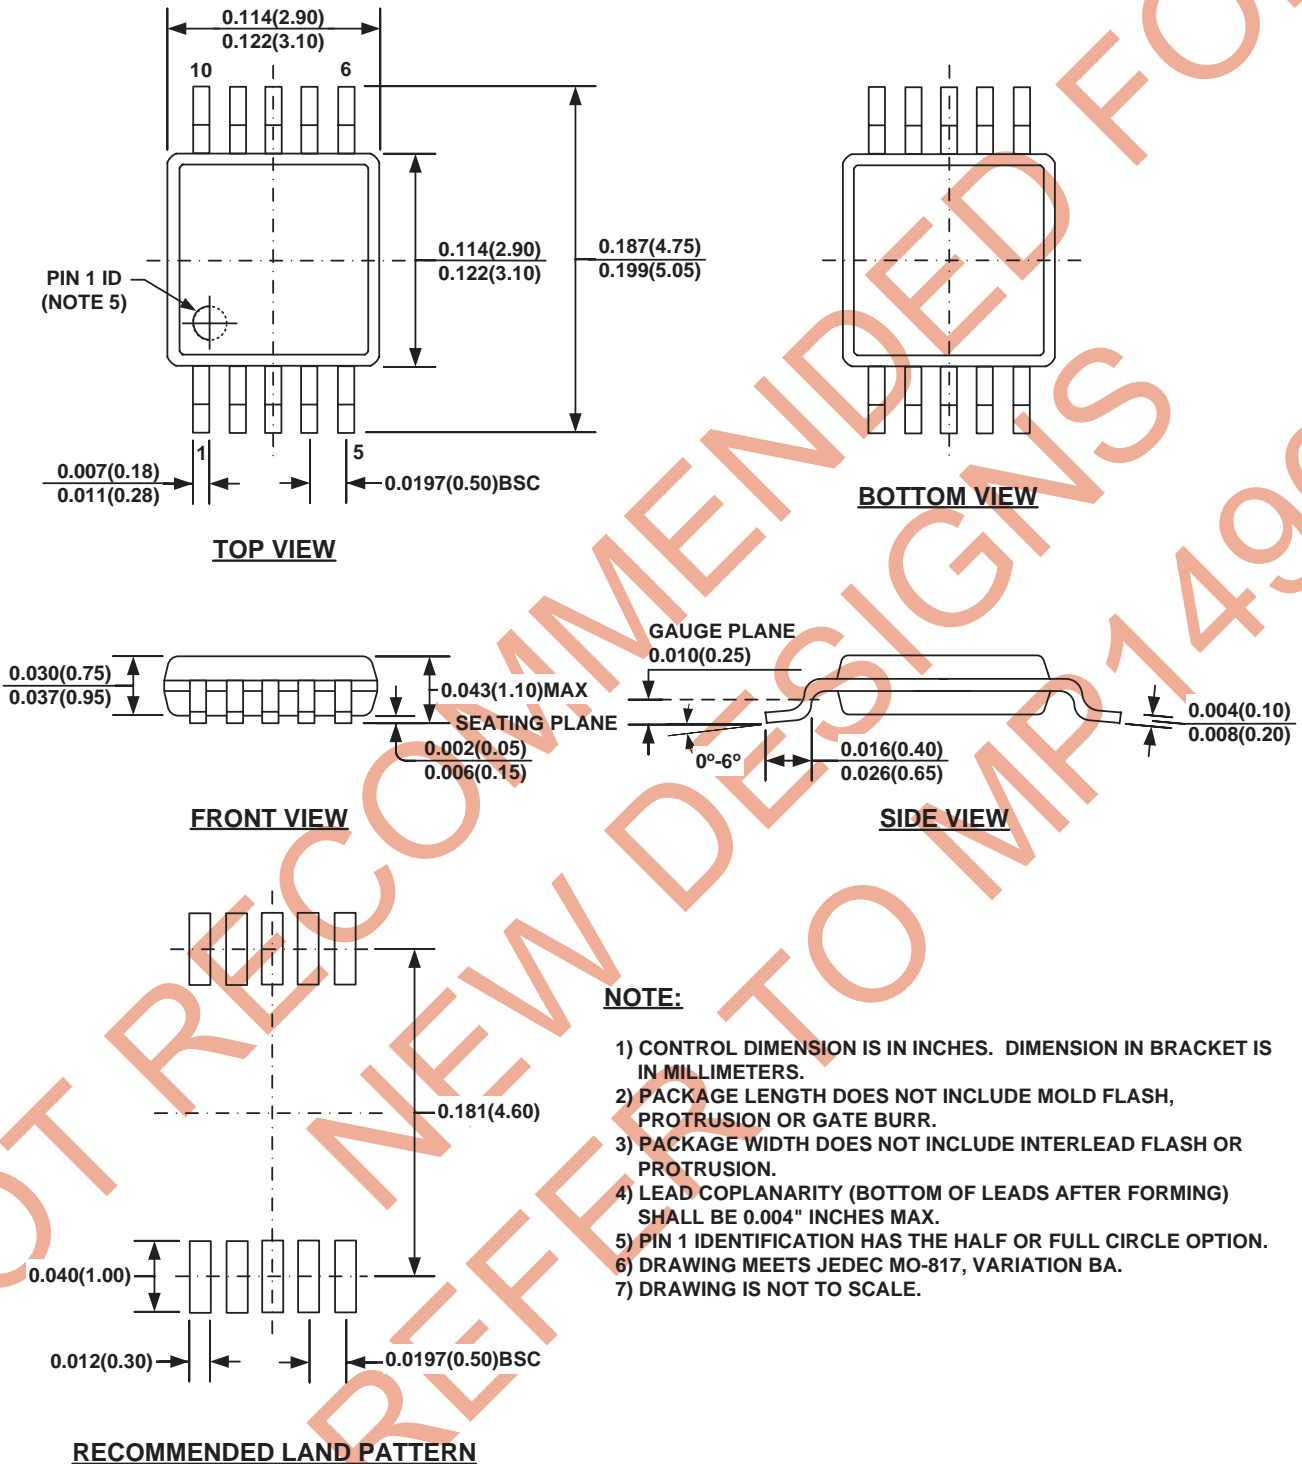 0.114(2.90)
0.122(3.10)
10
6
0.114(2.90)
0.122(3.10)
0.187(4.75)
0.199(5.05)
PIN 1 ID
(NOTE 5)
1
5
0.007(0.18)
0.011(0.28)
0.0197(0.50)BSC
TOP VIEW
BOTTOM VIEW
0.030(0.75)
0.037(0.95)
0.043(1.10)MAX
SEATING PLANE
0.002(0.05)
0.006(0.15)
FRONT VIEW
GAUGE PLANE
0.010(0.25)
0º-6º
0.016(0.40)
0.026(0.65)
0.004(0.10)
0.008(0.20)
SIDE VIEW
0.181(4.60)
0.040(1.00)
0.012(0.30)
0.0197(0.50)BSC
RECOMMENDED LAND PATTERN
NOTE:
1) CONTROL DIMENSION IS IN INCHES. DIMENSION IN BRACKET IS
IN MILLIMETERS.
2) PACKAGE LENGTH DOES NOT INCLUDE MOLD FLASH,
PROTRUSION OR GATE BURR.
3) PACKAGE WIDTH DOES NOT INCLUDE INTERLEAD FLASH OR
PROTRUSION.
4) LEAD COPLANARITY (BOTTOM OF LEADS AFTER FORMING)
SHALL BE 0.004" INCHES MAX.
5) PIN 1 IDENTIFICATION HAS THE HALF OR FULL CIRCLE OPTION.
6) DRAWING MEETS JEDEC MO-817, VARIATION BA.
7) DRAWING IS NOT TO SCALE.
OT RECOMMENDED FO
NEW DESIGNS
REFER TO MP149